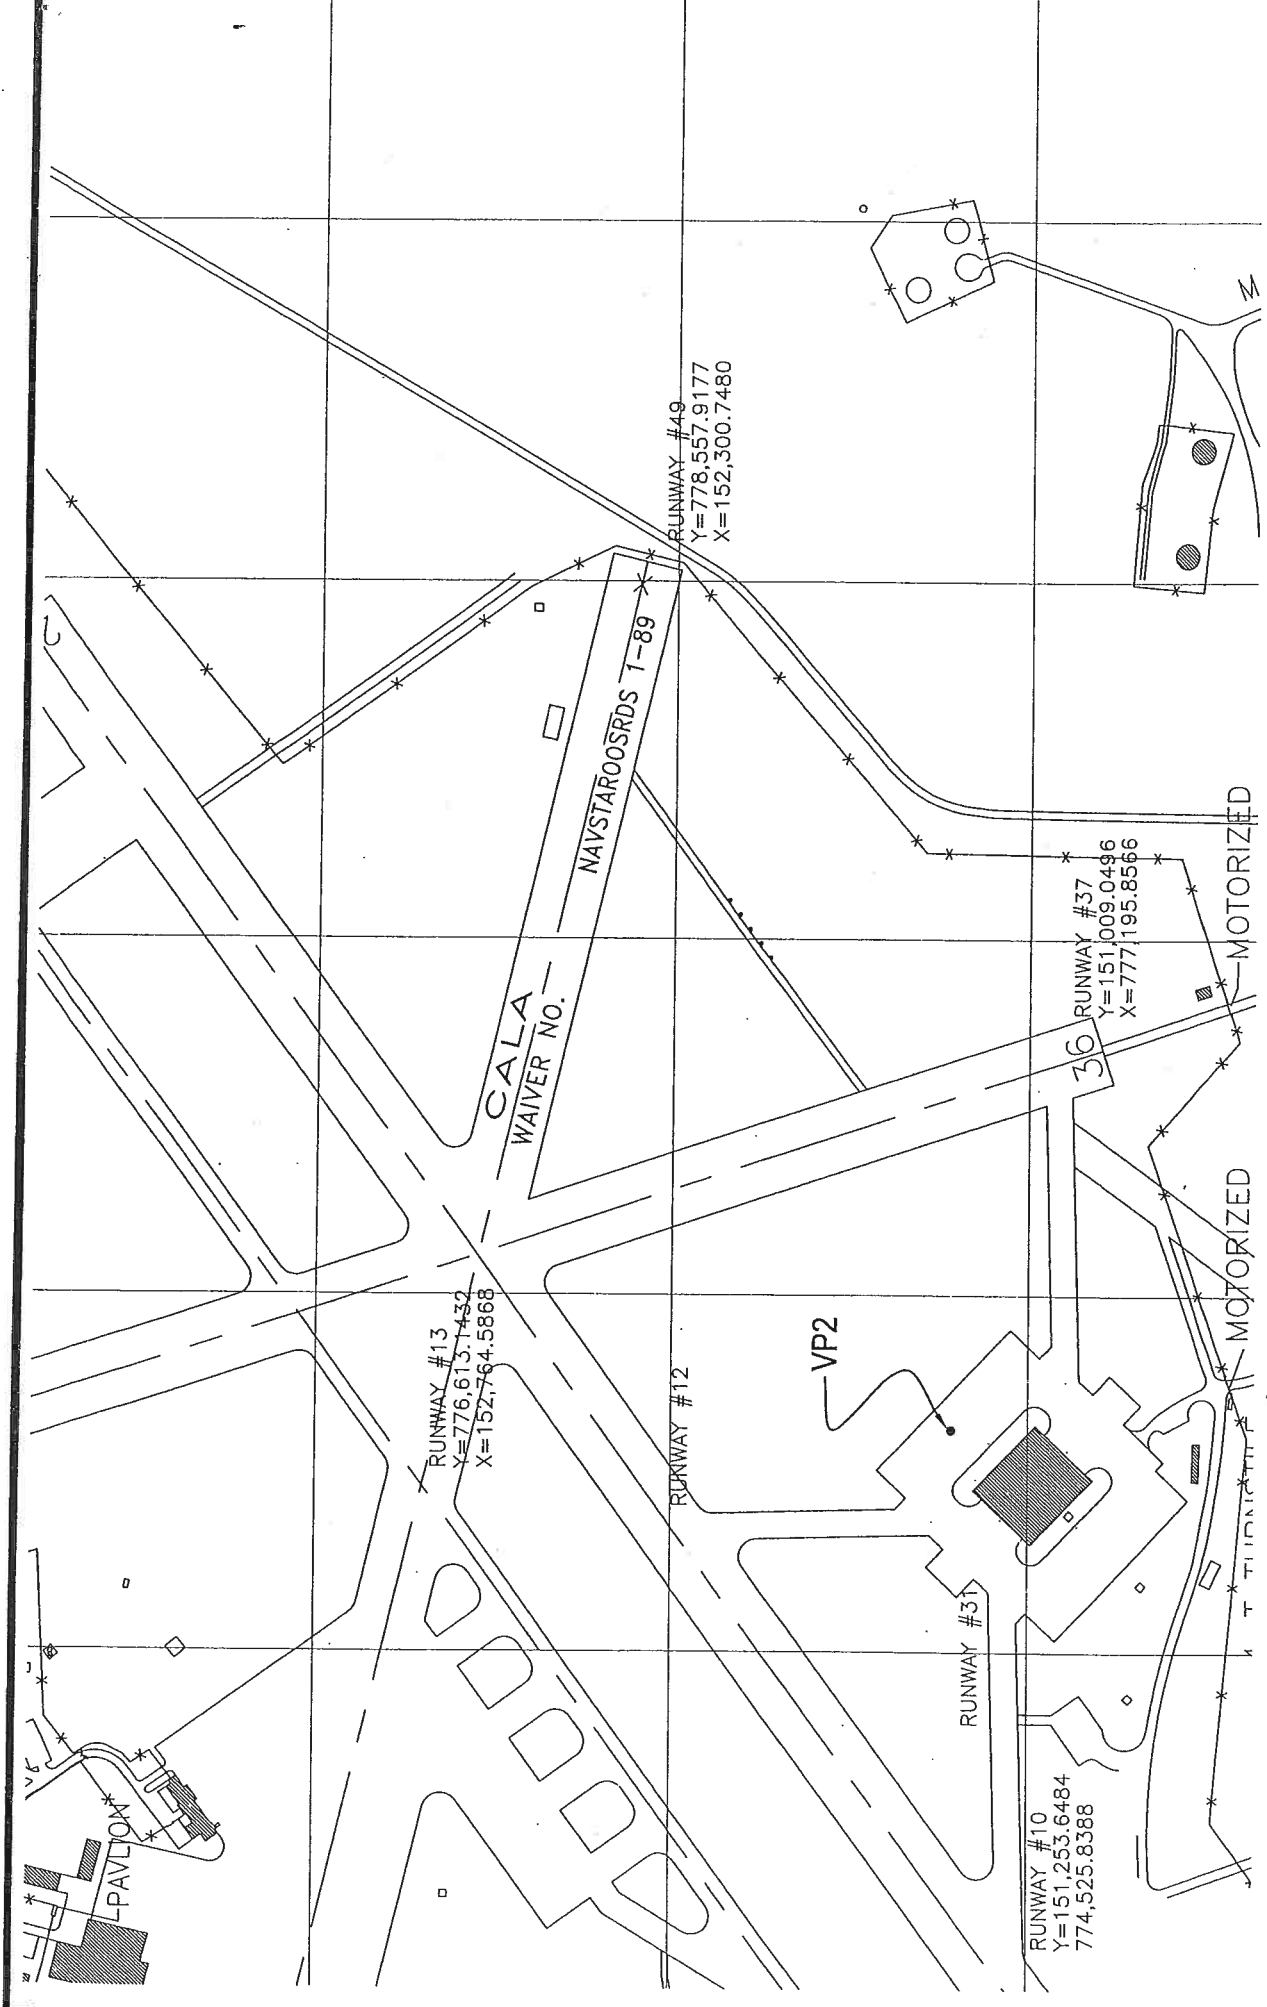 RUNWAY #49
Y=778,557.9177
X=152,300.7480
NAVSTAROOSRDS 1-89
CALA
WAIVER NO.
RUNWAY #37
Y=151,009.0496
X=777,195.8566
36
MOTORIZED
MOTORIZED
RUNWAY #13
Y=776,613.1432
X=152,764.5868
RUNWAY #12
VP2
RUNWAY #31
RUNWAY #10
Y=151,253.6484
774,525.8388
PAVLION
M